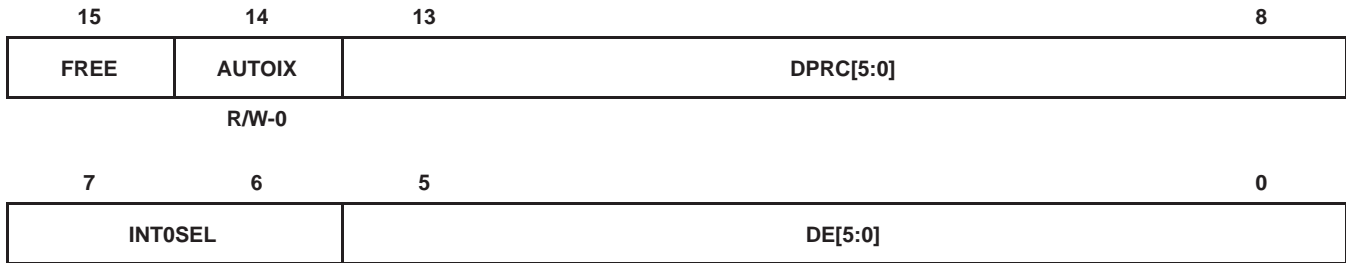 15 14 13 8
FREE AUTOIX DPRC[5:0]
R/W-0
7 6 5 0
INT0SEL DE[5:0]